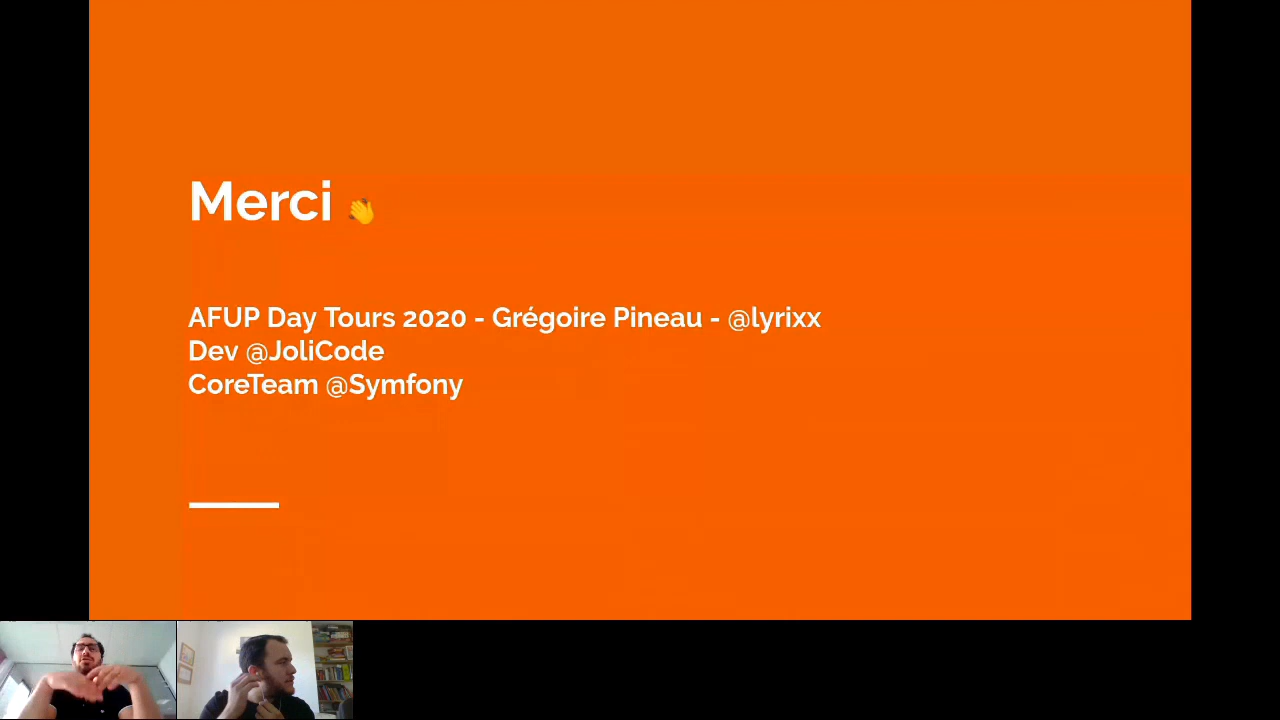 Merci 👏
AFUP Day Tours 2020 - Grégoire Pineau - @lyrixx
Dev @JoliCode
CoreTeam @Symfony